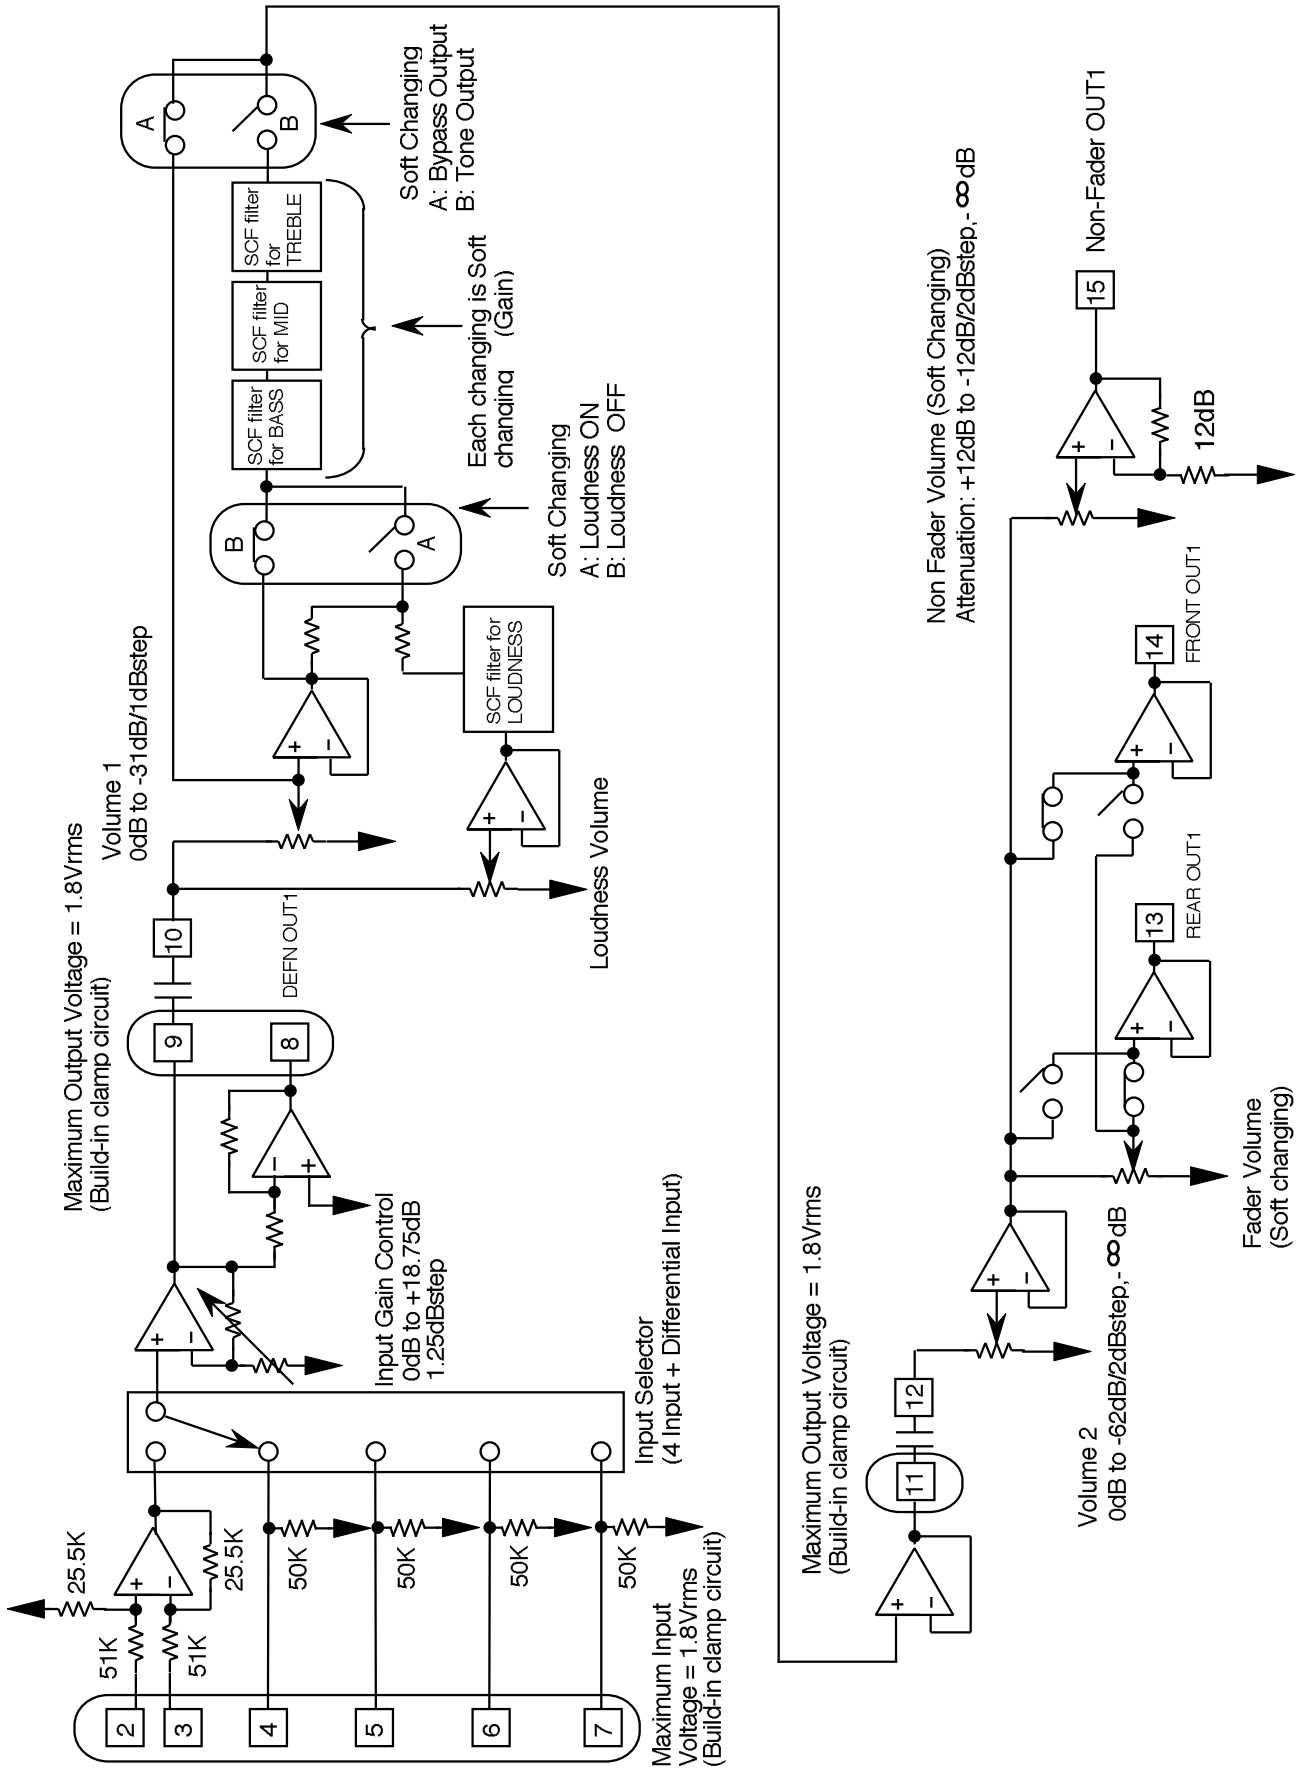 2
3
4
5
6
7
51K
51K
25.5K
25.5K
50K
50K
50K
50K
Maximum Input
Voltage = 1.8Vrms
(Build-in clamp circuit)
+
−
Input Selector
(4 Input + Differential Input)
+
−
Input Gain Control
0dB to +18.75dB
1.25dBstep
−
+
Maximum Output Voltage = 1.8Vrms
(Build-in clamp circuit)
9
8
DEFN OUT1
10
Volume 1
0dB to -31dB/1dBstep
+
−
Loudness Volume
+
−
SCF filter for
LOUDNESS
B
A
Soft Changing
A: Loudness ON
B: Loudness OFF
SCF filter
for BASS
SCF filter
for MID
SCF filter
for
TREBLE
Each changing is Soft
changing (Gain)
A
B
Soft Changing
A: Bypass Output
B: Tone Output
+
−
Maximum Output Voltage = 1.8Vrms
(Build-in clamp circuit)
11
12
Volume 2
0dB to -62dB/2dBstep,-∞dB
+
−
Fader Volume
(Soft changing)
+
−
13
REAR OUT1
+
−
14
FRONT OUT1
Non Fader Volume (Soft Changing)
Attenuation: +12dB to -12dB/2dBstep,-∞dB
+
−
12dB
15
Non-Fader OUT1